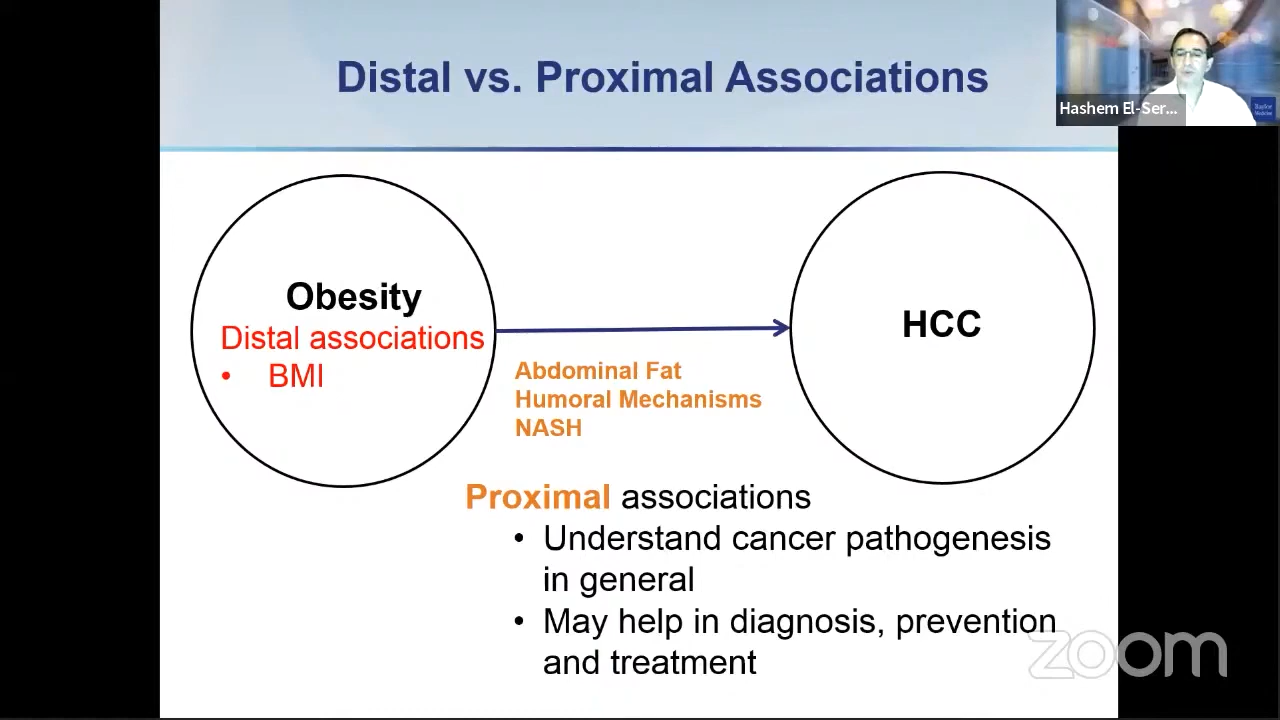 Distal vs. Proximal Associations
Hashem El-Ser...
Obesity
Distal associations
• BMI
HCC
Abdominal Fat
Humoral Mechanisms
NASH
Proximal associations
• Understand cancer pathogenesis
in general
• May help in diagnosis, prevention
and treatment
zoom